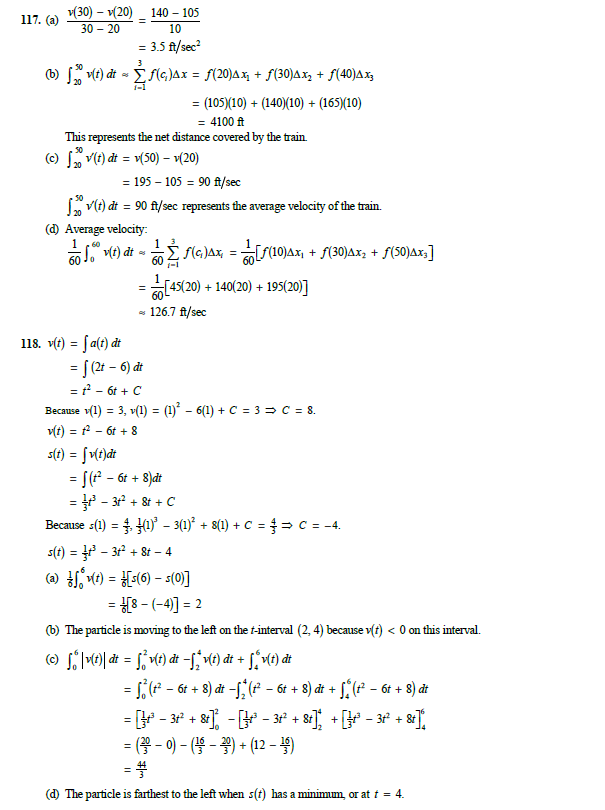 117. (a) v(30) – v(20) / 30 – 20 = 140 – 105 / 10
= 3.5 ft/sec²
(b) ∫₂₀⁵⁰ v(t) dt ≈ ∑ᵢ₌₁³ f(cᵢ)Δx = f(20)Δx₁ + f(30)Δx₂ + f(40)Δx₃
= (105)(10) + (140)(10) + (165)(10)
= 4100 ft
This represents the net distance covered by the train.
(c) ∫₂₀⁵⁰ v′(t) dt = v(50) – v(20)
= 195 – 105 = 90 ft/sec
∫₂₀⁵⁰ v′(t) dt = 90 ft/sec represents the average velocity of the train.
(d) Average velocity:
1/60 ∫₀⁶⁰ v(t) dt ≈ 1/60 ∑ᵢ₌₁³ f(cᵢ)Δxᵢ = 1/60[f(10)Δx₁ + f(30)Δx₂ + f(50)Δx₃]
= 1/60[45(20) + 140(20) + 195(20)]
≈ 126.7 ft/sec
118. v(t) = ∫ a(t) dt
= ∫ (2t – 6) dt
= t² – 6t + C
Because v(1) = 3, v(1) = (1)² – 6(1) + C = 3 ⇒ C = 8.
v(t) = t² – 6t + 8
s(t) = ∫ v(t)dt
= ∫ (t² – 6t + 8)dt
= 1/3t³ – 3t² + 8t + C
Because s(1) = 4/3, 1/3(1)³ – 3(1)² + 8(1) + C = 4/3 ⇒ C = –4.
s(t) = 1/3t³ – 3t² + 8t – 4
(a) 1/6∫₀⁶ v(t) = 1/6[s(6) – s(0)]
= 1/6[8 – (–4)] = 2
(b) The particle is moving to the left on the t-interval (2, 4) because v(t) < 0 on this interval.
(c) ∫₀⁶ |v(t)| dt = ∫₀² v(t) dt –∫₂⁴ v(t) dt + ∫₄⁶ v(t) dt
= ∫₀² (t² – 6t + 8) dt –∫₂⁴ (t² – 6t + 8) dt + ∫₄⁶ (t² – 6t + 8) dt
= [1/3t³ – 3t² + 8t]₀² – [1/3t³ – 3t² + 8t]₂⁴ + [1/3t³ – 3t² + 8t]₄⁶
= (20/3 – 0) – (16/3 – 20/3) + (12 – 16/3)
= 44/3
(d) The particle is farthest to the left when s(t) has a minimum, or at t = 4.